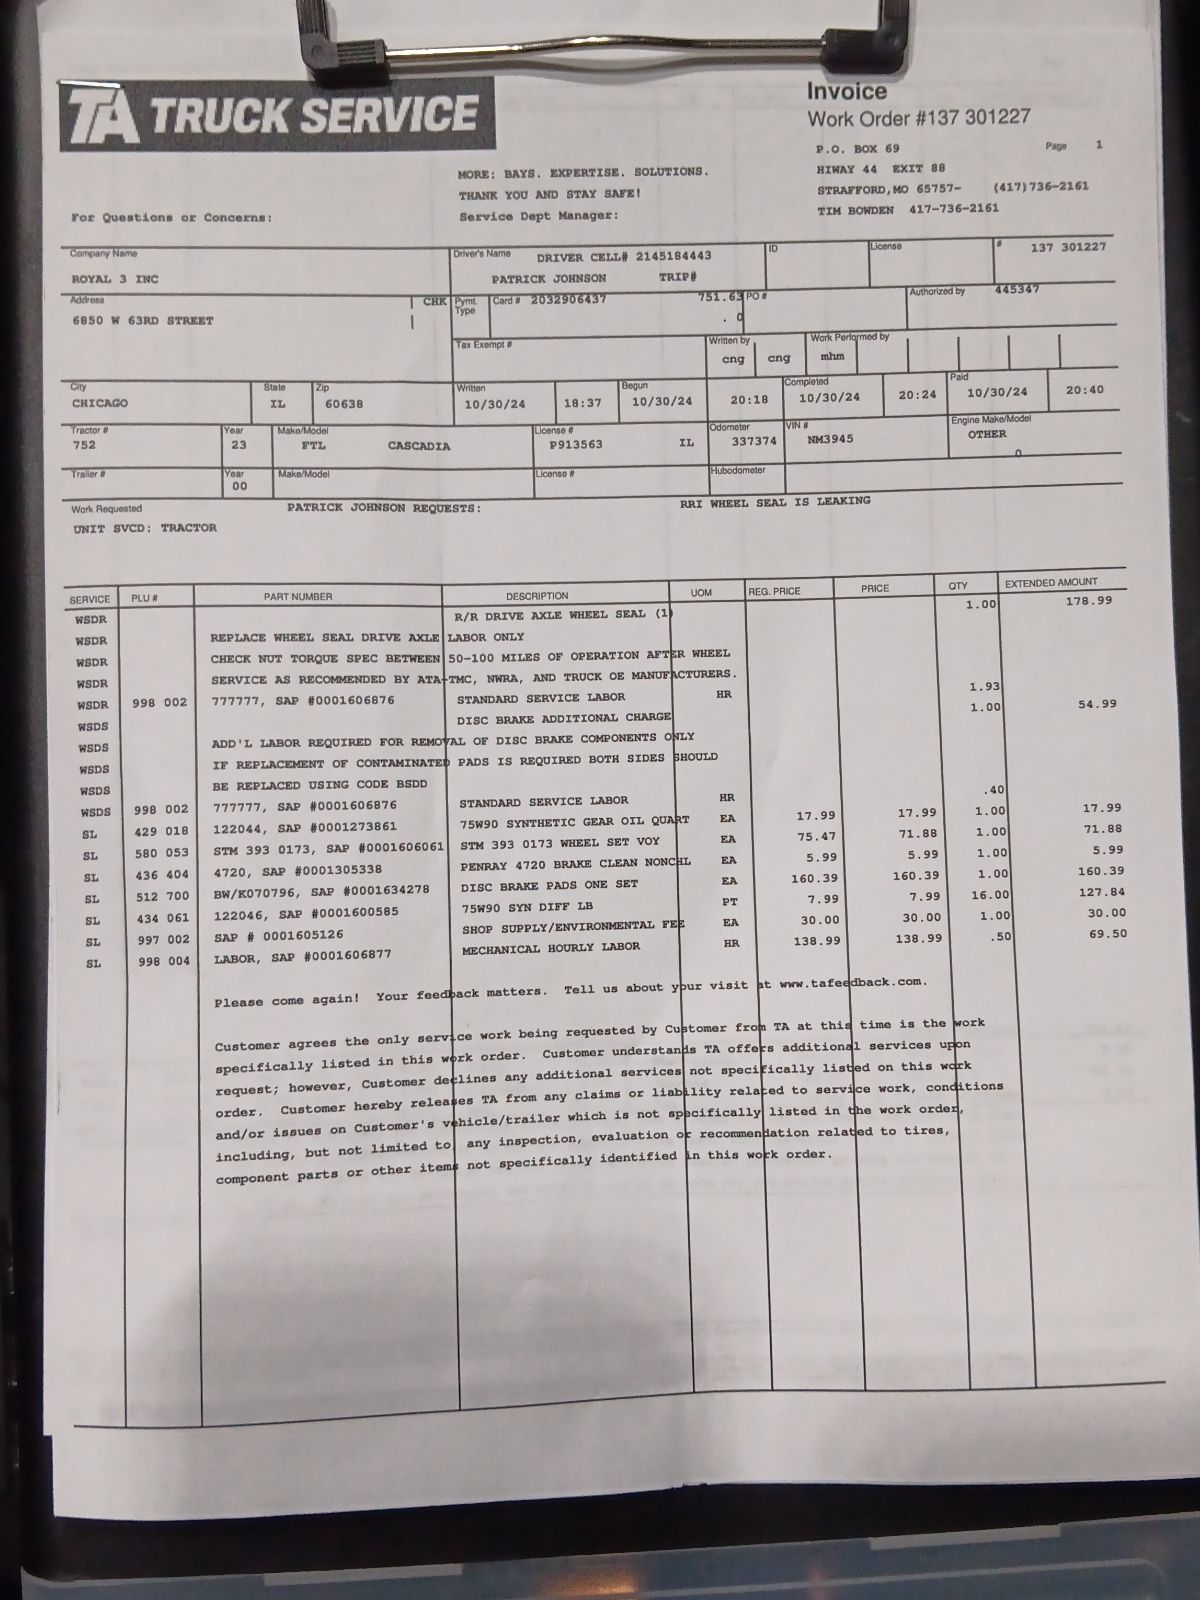 TA TRUCK SERVICE
Invoice
Work Order #137 301227
P.O. BOX 69 Page 1
MORE: BAYS. EXPERTISE. SOLUTIONS. HIWAY 44 EXIT 88
THANK YOU AND STAY SAFE! STRAFFORD,MO 65757- (417)736-2161
For Questions or Concerns: Service Dept Manager: TIM BOWDEN 417-736-2161
Company Name Driver's Name DRIVER CELL# 2145184443 ID License # 137 301227
ROYAL 3 INC PATRICK JOHNSON TRIP#
Address CHK Pymt. Type Card # 2032906437 751.63 PO # Authorized by 445347
6850 W 63RD STREET . 0
Tax Exempt # Written by Work Performed by
cng cng mhm
City State Zip Written Begun Completed Paid
CHICAGO IL 60638 10/30/24 18:37 10/30/24 20:18 10/30/24 20:24 10/30/24 20:40
Tractor # Year Make/Model License # Odometer VIN # Engine Make/Model
752 23 FTL CASCADIA P913563 IL 337374 NM3945 OTHER
0
Trailer # Year Make/Model License # Hubodometer
00
Work Requested PATRICK JOHNSON REQUESTS: RRI WHEEL SEAL IS LEAKING
UNIT SVCD: TRACTOR
SERVICE PLU # PART NUMBER DESCRIPTION UOM REG. PRICE PRICE QTY EXTENDED AMOUNT
WSDR R/R DRIVE AXLE WHEEL SEAL (1) 1.00 178.99
WSDR REPLACE WHEEL SEAL DRIVE AXLE LABOR ONLY
WSDR CHECK NUT TORQUE SPEC BETWEEN 50-100 MILES OF OPERATION AFTER WHEEL
WSDR SERVICE AS RECOMMENDED BY ATA-TMC, NWRA, AND TRUCK OE MANUFACTURERS.
WSDR 998 002 777777, SAP #0001606876 STANDARD SERVICE LABOR HR 1.93
WSDS DISC BRAKE ADDITIONAL CHARGE 1.00 54.99
WSDS ADD'L LABOR REQUIRED FOR REMOVAL OF DISC BRAKE COMPONENTS ONLY
WSDS IF REPLACEMENT OF CONTAMINATED PADS IS REQUIRED BOTH SIDES SHOULD
WSDS BE REPLACED USING CODE BSDD
WSDS 998 002 777777, SAP #0001606876 STANDARD SERVICE LABOR HR .40
SL 429 018 122044, SAP #0001273861 75W90 SYNTHETIC GEAR OIL QUART EA 17.99 17.99 1.00 17.99
SL 580 053 STM 393 0173, SAP #0001606061 STM 393 0173 WHEEL SET VOY EA 75.47 71.88 1.00 71.88
SL 436 404 4720, SAP #0001305338 PENRAY 4720 BRAKE CLEAN NONCHL EA 5.99 5.99 1.00 5.99
SL 512 700 BW/K070796, SAP #0001634278 DISC BRAKE PADS ONE SET EA 160.39 160.39 1.00 160.39
SL 434 061 122046, SAP #0001600585 75W90 SYN DIFF LB PT 7.99 7.99 16.00 127.84
SL 997 002 SAP # 0001605126 SHOP SUPPLY/ENVIRONMENTAL FEE EA 30.00 30.00 1.00 30.00
SL 998 004 LABOR, SAP #0001606877 MECHANICAL HOURLY LABOR HR 138.99 138.99 .50 69.50
Please come again! Your feedback matters. Tell us about your visit at www.tafeedback.com.
Customer agrees the only service work being requested by Customer from TA at this time is the work
specifically listed in this work order. Customer understands TA offers additional services upon
request; however, Customer declines any additional services not specifically listed on this work
order. Customer hereby releases TA from any claims or liability related to service work, conditions
and/or issues on Customer's vehicle/trailer which is not specifically listed in the work order,
including, but not limited to any inspection, evaluation or recommendation related to tires,
component parts or other items not specifically identified in this work order.